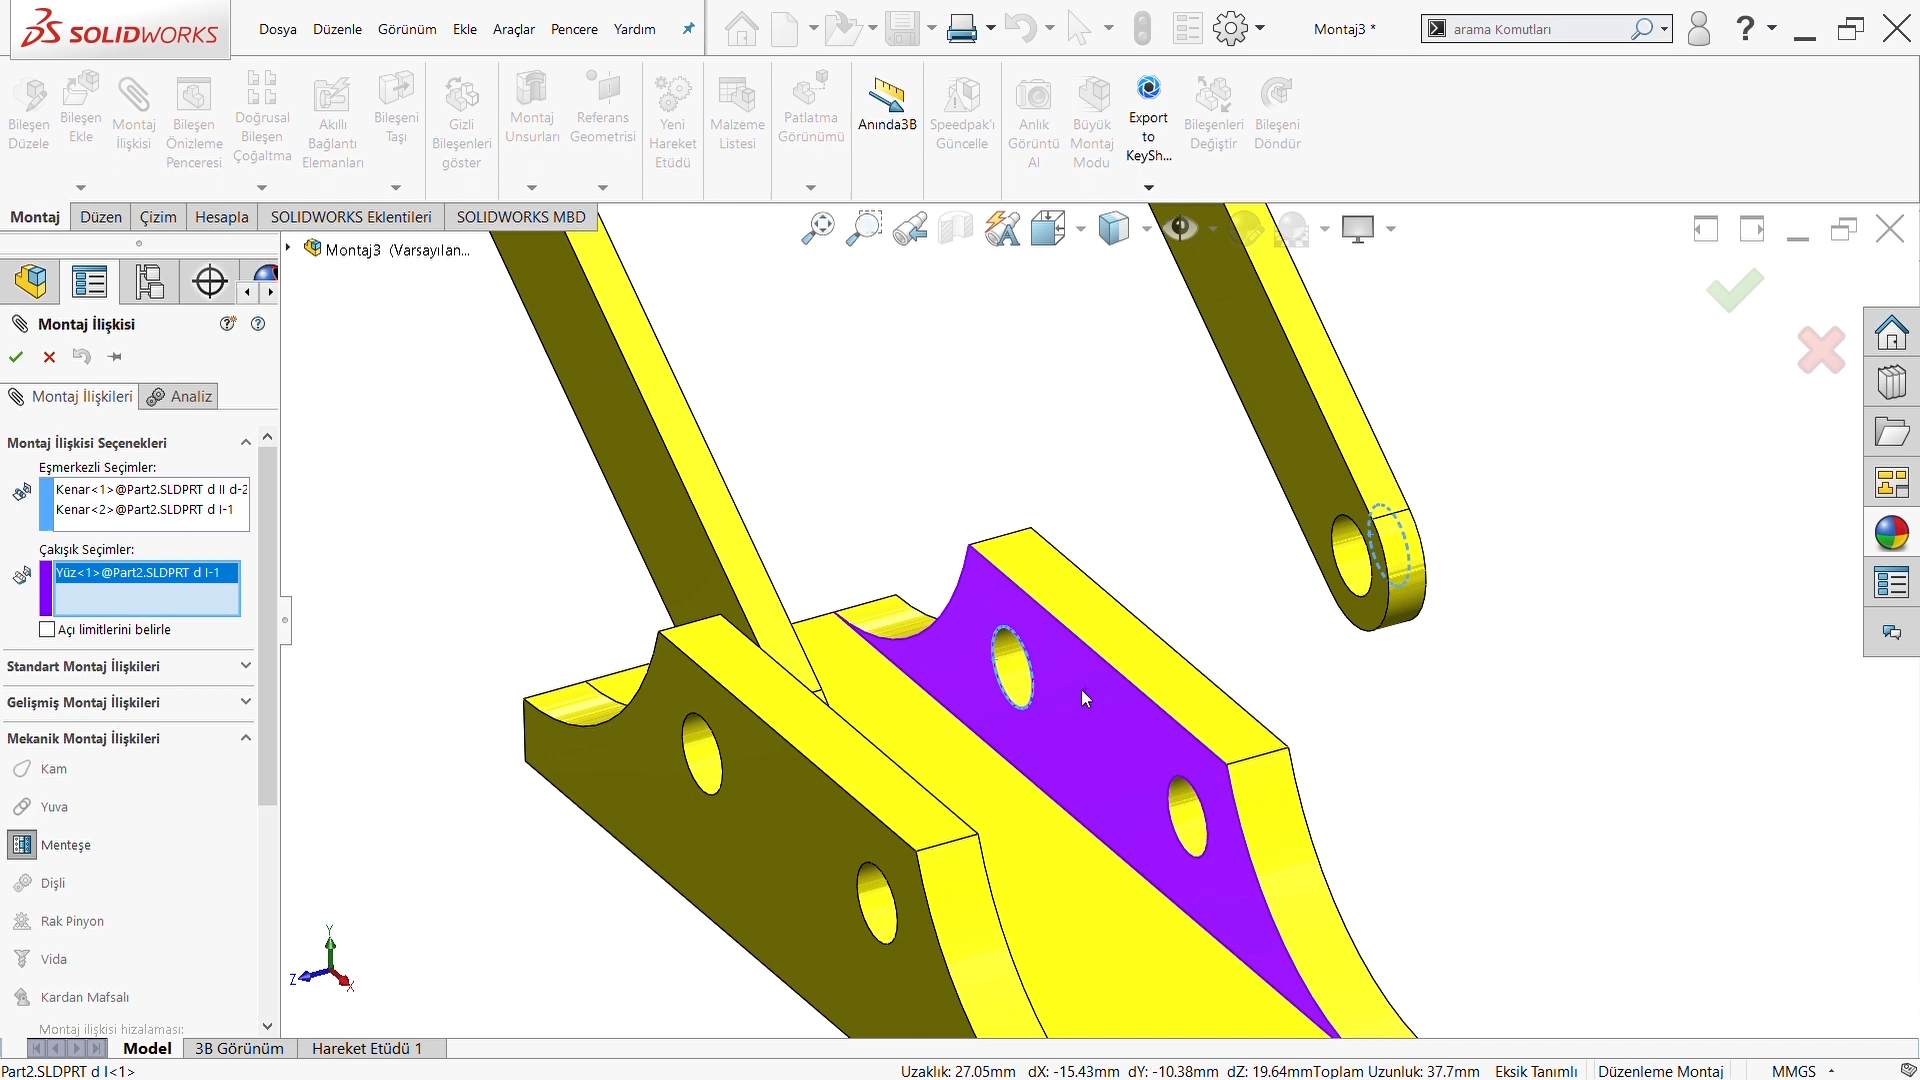 SOLIDWORKS
Dosya Düzenle Görünüm Ekle Araçlar Pencere Yardım
Montaj3 *
arama Komutları
?
Bileşen Düzele
Bileşen Ekle
Montaj İlişkisi
Bileşen Önizleme Penceresi
Doğrusal Bileşen Çoğaltma
Akıllı Bağlantı Elemanları
Bileşeni Taşı
Gizli Bileşenleri göster
Montaj Unsurları
Referans Geometrisi
Yeni Hareket Etüdü
Malzeme Listesi
Patlatma Görünümü
Anında3B
Speedpak'ı Güncelle
Anlık Görüntü Al
Büyük Montaj Modu
Export to KeySh...
Bileşenleri Değiştir
Bileşeni Döndür
Montaj Düzen Çizim Hesapla SOLIDWORKS Eklentileri SOLIDWORKS MBD
Montaj3 (Varsayılan...
Montaj İlişkisi
Montaj İlişkileri Analiz
Montaj İlişkisi Seçenekleri
Eşmerkezli Seçimler:
Kenar<1>@Part2.SLDPRT d II d-2
Kenar<2>@Part2.SLDPRT d I-1
Çakışık Seçimler:
Yüz<1>@Part2.SLDPRT d I-1
Açı limitlerini belirle
Standart Montaj İlişkileri
Gelişmiş Montaj İlişkileri
Mekanik Montaj İlişkileri
Kam
Yuva
Menteşe
Dişli
Rak Pinyon
Vida
Kardan Mafsalı
Montaj ilişkisi hizalaması:
Y
Z
X
Model 3B Görünüm Hareket Etüdü 1
Part2.SLDPRT d I<1>
Uzaklık: 27.05mm dX: -15.43mm dY: -10.38mm dZ: 19.64mmToplam Uzunluk: 37.7mm Eksik Tanımlı Düzenleme Montaj MMGS